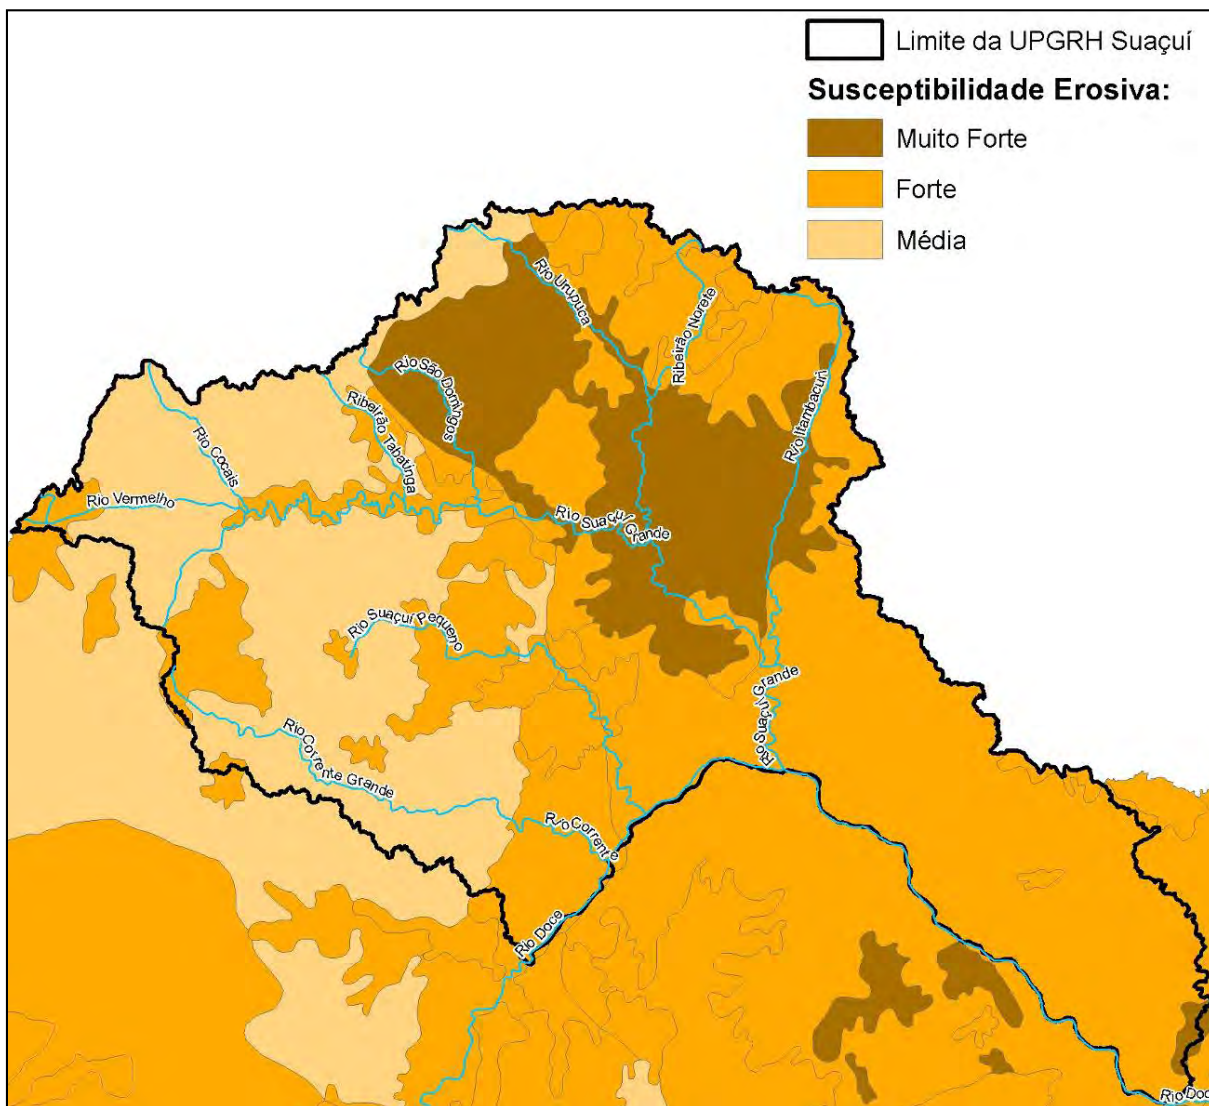 Limite da UPGRH Suaçuí
Susceptibilidade Erosiva:
Muito Forte
Forte
Média
Rio Urupuca
Ribeirão Norete
Rio São Domingos
Ribeirão Tabatinga
Rio Itambacuri
Rio Cocais
Rio Vermelho
Rio Suaçuí Grande
Rio Suaçuí Pequeno
Rio Suaçuí Grande
Rio Corrente Grande
Rio Corrente
Rio Doce
Rio Doc